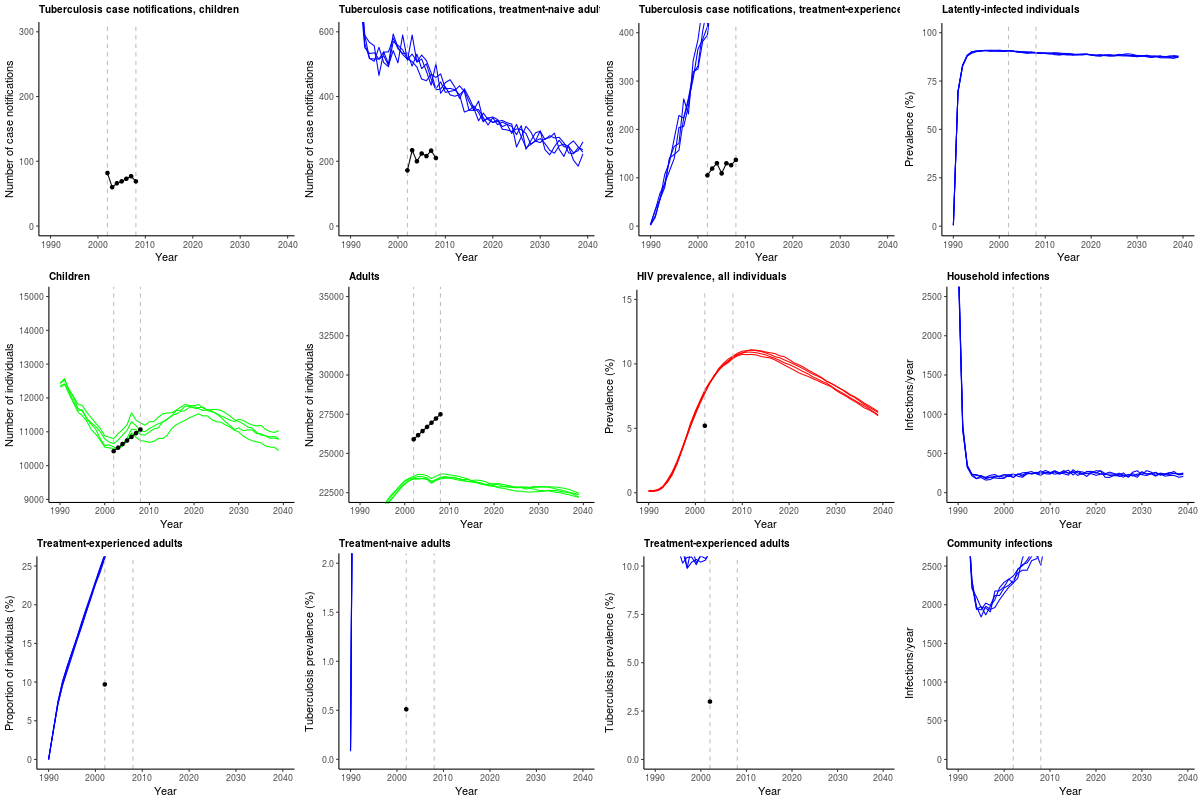 Tuberculosis case notifications, children
Number of case notifications
300
200
100
0
1990 2000 2010 2020 2030 2040
Year
Tuberculosis case notifications, treatment-naive adul
Number of case notifications
600
400
200
0
1990 2000 2010 2020 2030 2040
Year
Tuberculosis case notifications, treatment-experience
Number of case notifications
400
300
200
100
0
1990 2000 2010 2020 2030 2040
Year
Latently-infected individuals
Prevalence (%)
100
75
50
25
0
1990 2000 2010 2020 2030 2040
Year
Children
Number of individuals
15000
14000
13000
12000
11000
10000
9000
1990 2000 2010 2020 2030 2040
Year
Adults
Number of individuals
35000
32500
30000
27500
25000
22500
1990 2000 2010 2020 2030 2040
Year
HIV prevalence, all individuals
Prevalence (%)
15
10
5
0
1990 2000 2010 2020 2030 2040
Year
Household infections
Infections/year
2500
2000
1500
1000
500
0
1990 2000 2010 2020 2030 2040
Year
Treatment-experienced adults
Proportion of individuals (%)
25
20
15
10
5
0
1990 2000 2010 2020 2030 2040
Year
Treatment-naive adults
Tuberculosis prevalence (%)
2.0
1.5
1.0
0.5
0.0
1990 2000 2010 2020 2030 2040
Year
Treatment-experienced adults
Tuberculosis prevalence (%)
10.0
7.5
5.0
2.5
0.0
1990 2000 2010 2020 2030 2040
Year
Community infections
Infections/year
2500
2000
1500
1000
500
0
1990 2000 2010 2020 2030 2040
Year